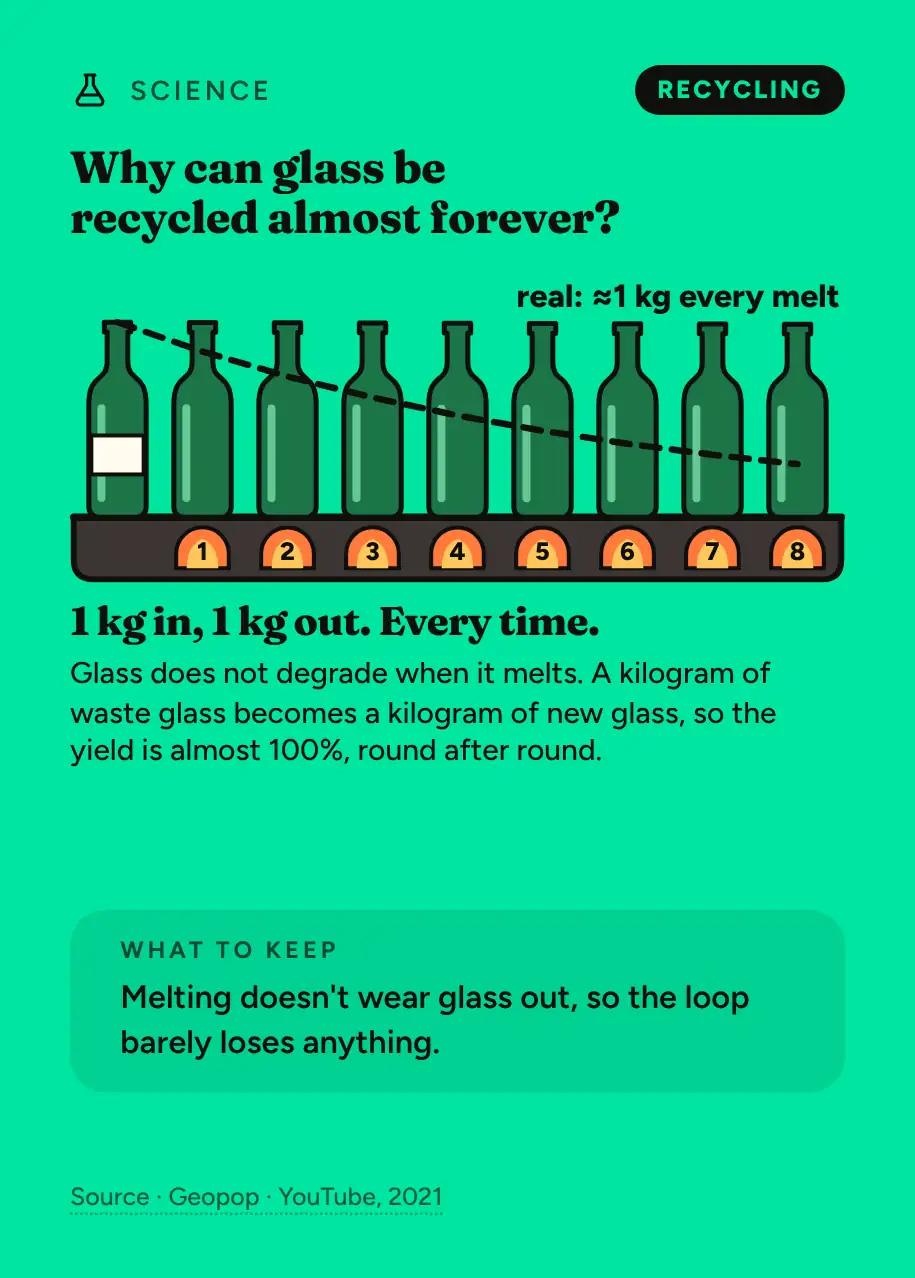 SCIENCE
RECYCLING
Why can glass be
recycled almost forever?
real: ≈1 kg every melt
1 2 3 4 5 6 7 8
1 kg in, 1 kg out. Every time.
Glass does not degrade when it melts. A kilogram of
waste glass becomes a kilogram of new glass, so the
yield is almost 100%, round after round.
WHAT TO KEEP
Melting doesn't wear glass out, so the loop
barely loses anything.
Source · Geopop · YouTube, 2021